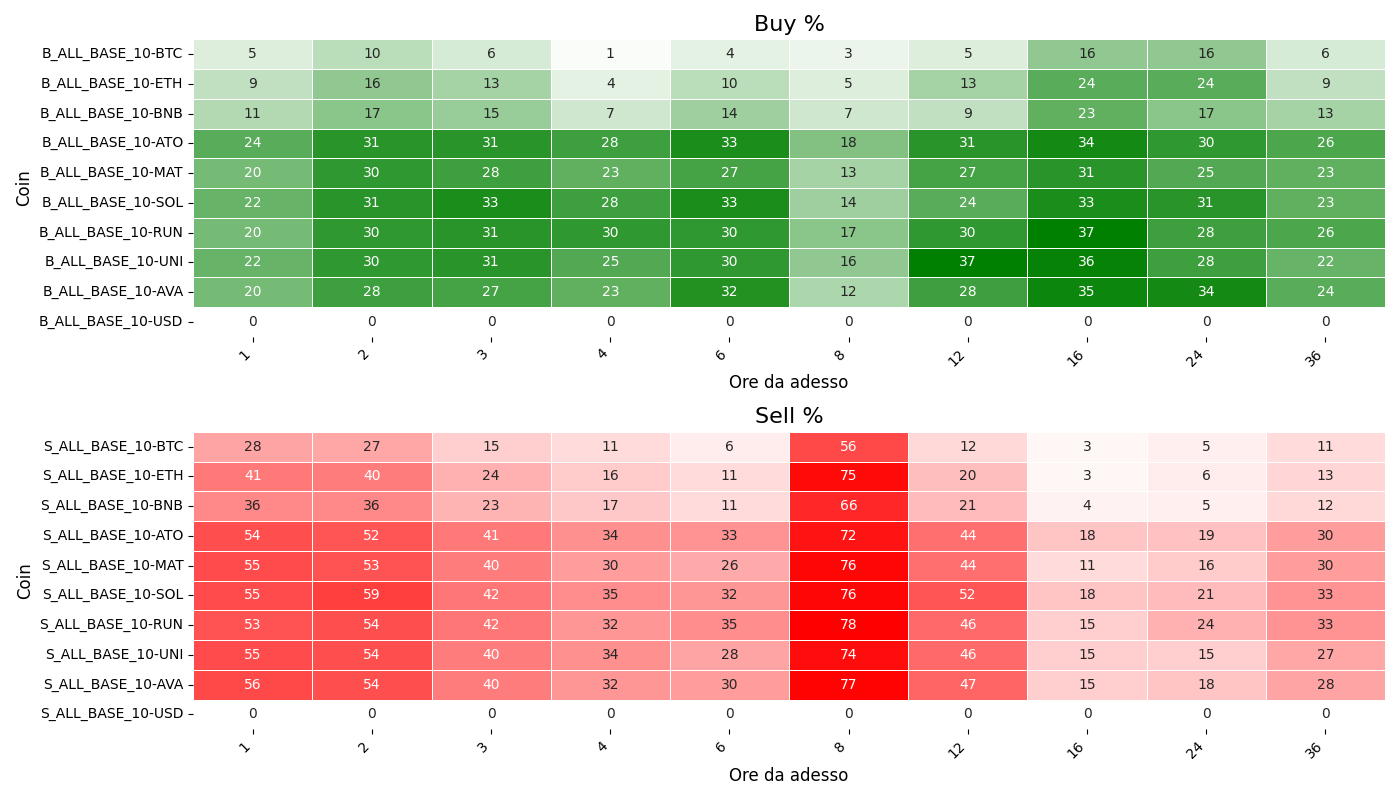 Buy %
Coin
B_ALL_BASE_10-BTC 5 10 6 1 4 3 5 16 16 6
B_ALL_BASE_10-ETH 9 16 13 4 10 5 13 24 24 9
B_ALL_BASE_10-BNB 11 17 15 7 14 7 9 23 17 13
B_ALL_BASE_10-ATO 24 31 31 28 33 18 31 34 30 26
B_ALL_BASE_10-MAT 20 30 28 23 27 13 27 31 25 23
B_ALL_BASE_10-SOL 22 31 33 28 33 14 24 33 31 23
B_ALL_BASE_10-RUN 20 30 31 30 30 17 30 37 28 26
B_ALL_BASE_10-UNI 22 30 31 25 30 16 37 36 28 22
B_ALL_BASE_10-AVA 20 28 27 23 32 12 28 35 34 24
B_ALL_BASE_10-USD 0 0 0 0 0 0 0 0 0 0
1 2 3 4 6 8 12 16 24 36
Ore da adesso
Sell %
Coin
S_ALL_BASE_10-BTC 28 27 15 11 6 56 12 3 5 11
S_ALL_BASE_10-ETH 41 40 24 16 11 75 20 3 6 13
S_ALL_BASE_10-BNB 36 36 23 17 11 66 21 4 5 12
S_ALL_BASE_10-ATO 54 52 41 34 33 72 44 18 19 30
S_ALL_BASE_10-MAT 55 53 40 30 26 76 44 11 16 30
S_ALL_BASE_10-SOL 55 59 42 35 32 76 52 18 21 33
S_ALL_BASE_10-RUN 53 54 42 32 35 78 46 15 24 33
S_ALL_BASE_10-UNI 55 54 40 34 28 74 46 15 15 27
S_ALL_BASE_10-AVA 56 54 40 32 30 77 47 15 18 28
S_ALL_BASE_10-USD 0 0 0 0 0 0 0 0 0 0
1 2 3 4 6 8 12 16 24 36
Ore da adesso